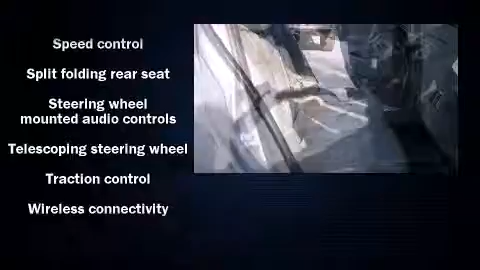 Speed control
Split folding rear seat
Steering wheel
mounted audio controls
Telescoping steering wheel
Traction control
Wireless connectivity